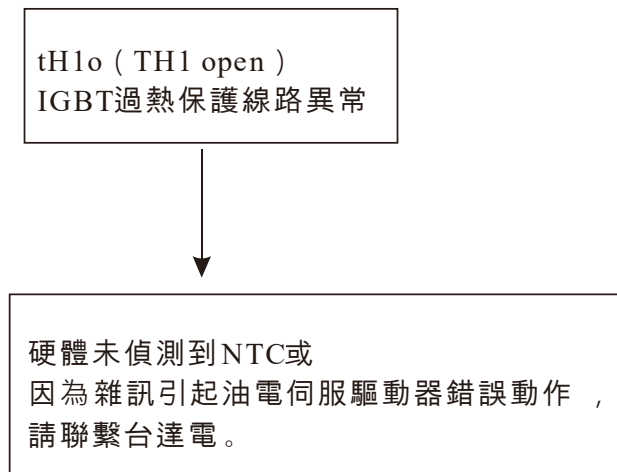 tH1o（TH1 open）
IGBT過熱保護線路異常
硬體未偵測到NTC或
因為雜訊引起油電伺服驅動器錯誤動作，
請聯繫台達電。